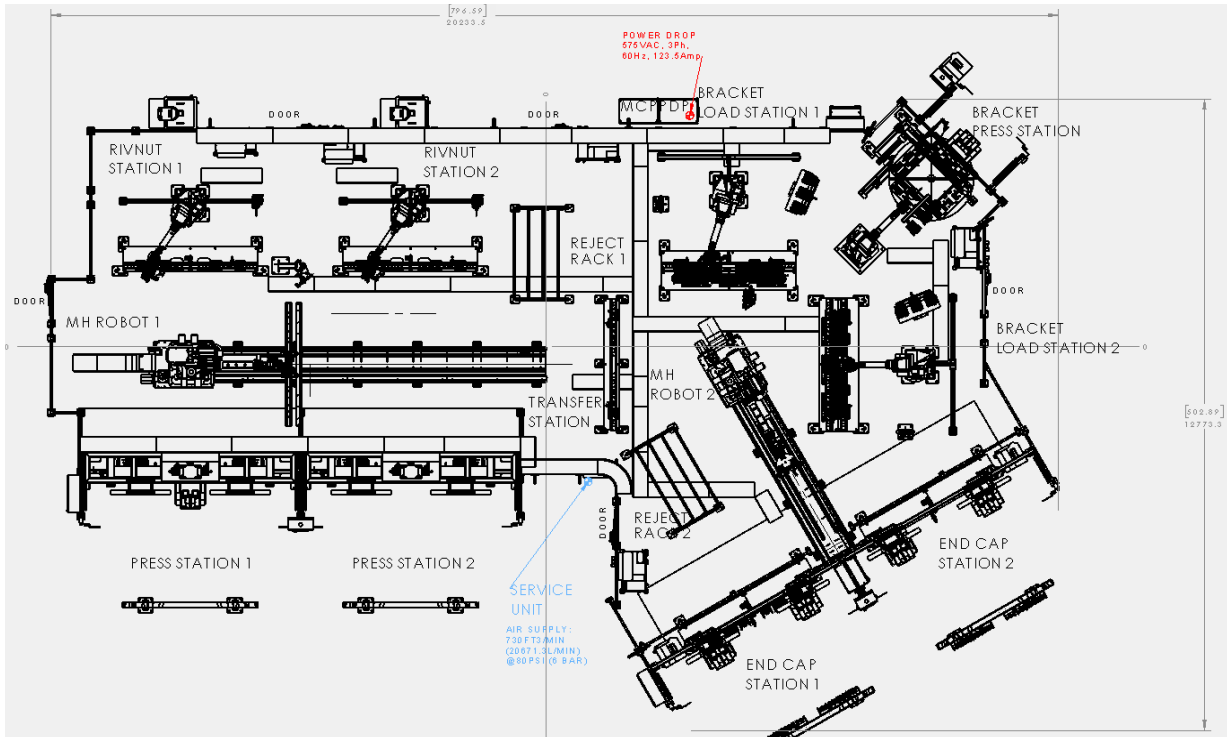 [796.59]
20233.5
POWER DROP
575VAC, 3Ph,
60Hz, 123.5Amp
MCP
PDP
BRACKET
LOAD STATION 1
BRACKET
PRESS STATION
DOOR
DOOR
RIVNUT
STATION 1
RIVNUT
STATION 2
REJECT
RACK 1
DOOR
DOOR
MH ROBOT 1
BRACKET
LOAD STATION 2
0
0
0
MH
ROBOT 2
TRANSFER
STATION
[502.89]
12773.3
REJECT
RACK 2
DOOR
END CAP
STATION 2
PRESS STATION 1
PRESS STATION 2
SERVICE
UNIT
AIR SUPPLY:
730FT3/MIN
(20671.3L/MIN)
@80PSI (6 BAR)
END CAP
STATION 1